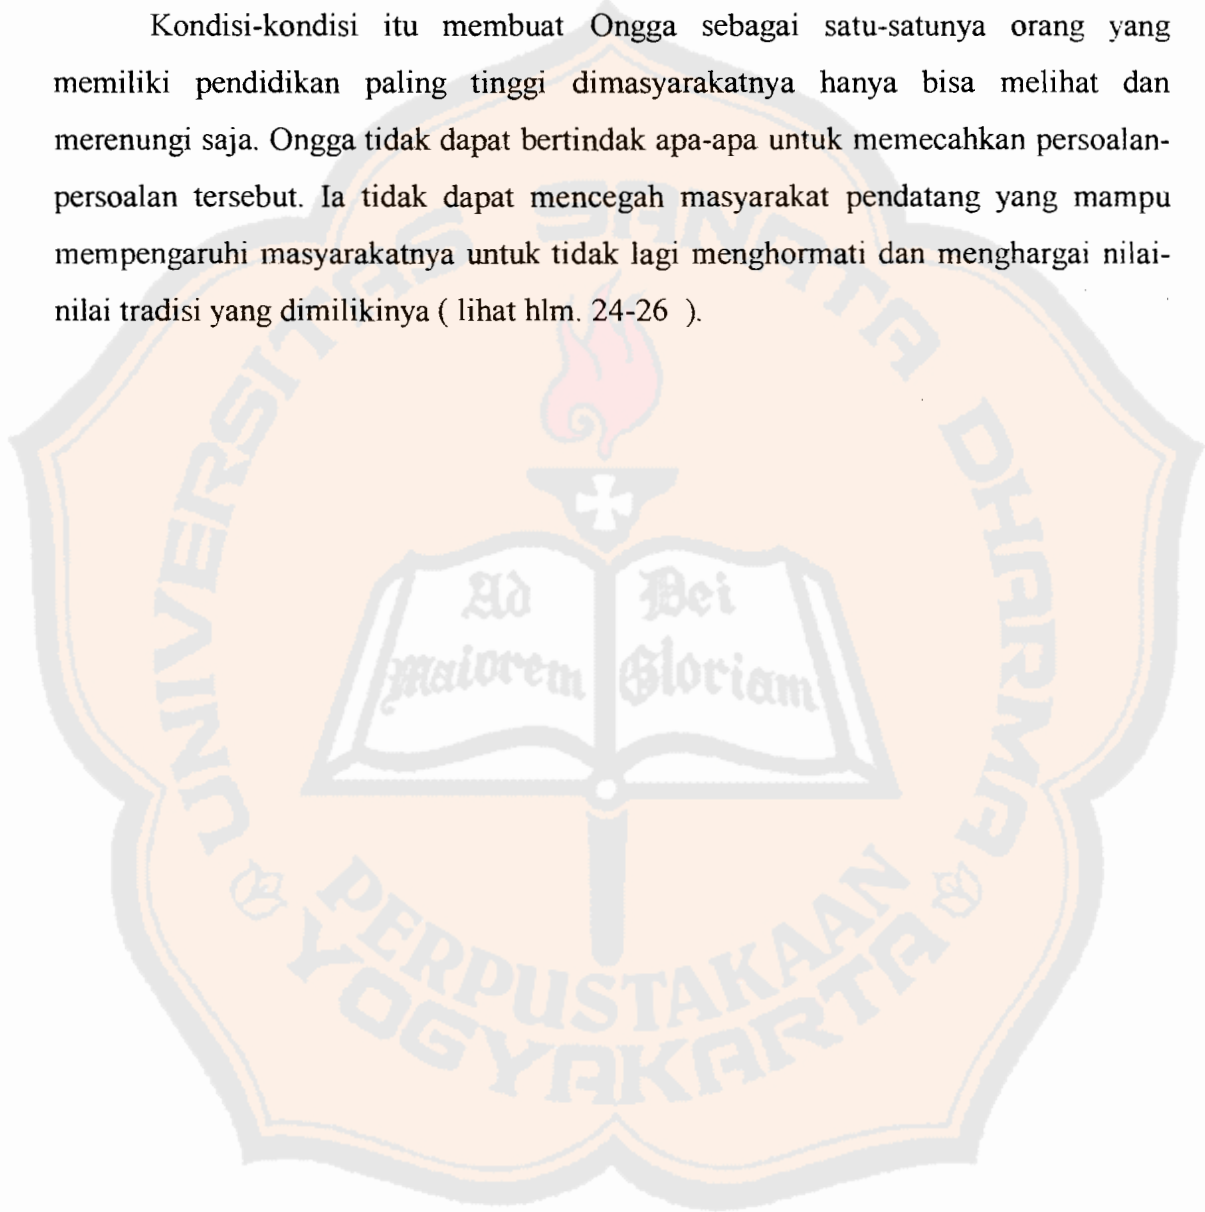 Kondisi-kondisi itu membuat Ongga sebagai satu-satunya orang yang
memiliki pendidikan paling tinggi dimasyarakatnya hanya bisa melihat dan
merenungi saja. Ongga tidak dapat bertindak apa-apa untuk memecahkan persoalan-
persoalan tersebut. Ia tidak dapat mencegah masyarakat pendatang yang mampu
mempengaruhi masyarakatnya untuk tidak lagi menghormati dan menghargai nilai-
nilai tradisi yang dimilikinya ( lihat hlm. 24-26 ).
UNIVERSITAS SANATA DHARMA
Ad
maiorem
Dei
Gloriam
PERPUSTAKAAN
YOGYAKARTA